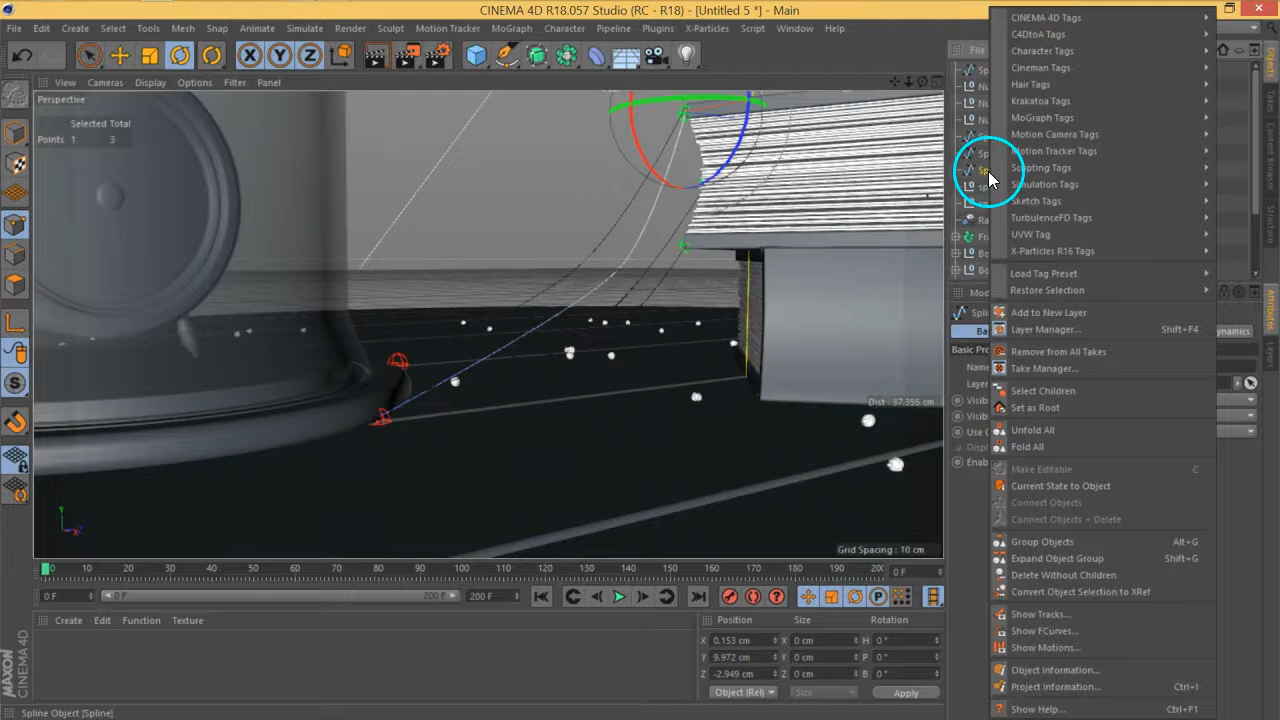 CINEMA 4D R18.057 Studio (RC - R18) - [Untitled 5 *] - Main
File Edit Create Select Tools Mesh Snap Animate Simulate Render Sculpt Motion Tracker MoGraph Character Pipeline Plugins X-Particles Script Window
File
View Cameras Display Options Filter Panel
Perspective
Selected Total
Points 1 3
Dist : 37.355 cm
Grid Spacing : 10 cm
CINEMA 4D Tags
C4DtoA Tags
Character Tags
Cineman Tags
Hair Tags
Krakatoa Tags
MoGraph Tags
Motion Camera Tags
Motion Tracker Tags
Scripting Tags
Simulation Tags
Sketch Tags
TurbulenceFD Tags
UVW Tag
X-Particles R16 Tags
Load Tag Preset
Restore Selection
Add to New Layer
Layer Manager... Shift+F4
Remove from All Takes
Take Manager...
Select Children
Set as Root
Unfold All
Fold All
Make Editable C
Current State to Object
Connect Objects
Connect Objects + Delete
Group Objects Alt+G
Expand Object Group Shift+G
Delete Without Children
Convert Object Selection to XRef
Show Tracks...
Show FCurves...
Show Motions...
Object Information...
Project Information... Ctrl+I
Show Help... Ctrl+F1
Objects
Takes
Content Browser
Structure
Attributes
Layers
0 10 20 30 40 50 60 70 80 90 100 110 120 130 140 150 160 170 180 190 200 0 F
0 F 0 F 200 F 200 F
Create Edit Function Texture
Position Size Rotation
X 0.153 cm X 0 cm H 0 °
Y 9.972 cm Y 0 cm P 0 °
Z -2.949 cm Z 0 cm B 0 °
Object (Rel) Size Apply
MAXON
CINEMA 4D
Spline Object [Spline]